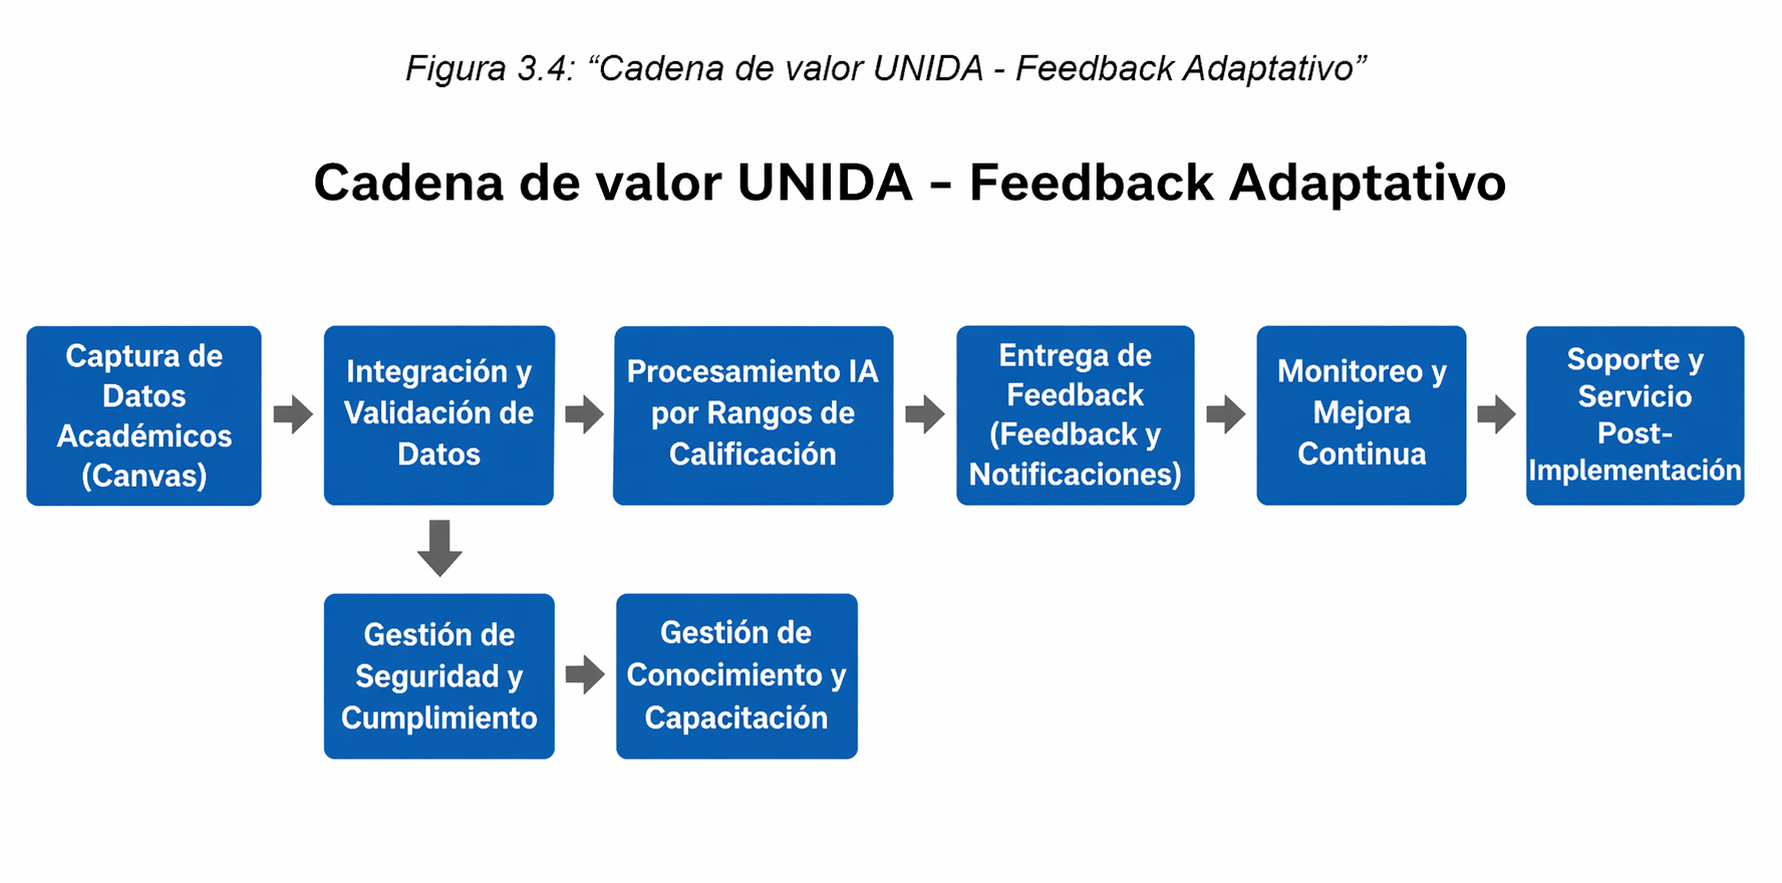 Figura 3.4: “Cadena de valor UNIDA - Feedback Adaptativo”
Cadena de valor UNIDA - Feedback Adaptativo
Captura de
Datos
Académicos
(Canvas)
Integración y
Validación de
Datos
Procesamiento IA
por Rangos de
Calificación
Entrega de
Feedback
(Feedback y
Notificaciones)
Monitoreo y
Mejora
Continua
Soporte y
Servicio
Post-
Implementación
Gestión de
Seguridad y
Cumplimiento
Gestión de
Conocimiento y
Capacitación